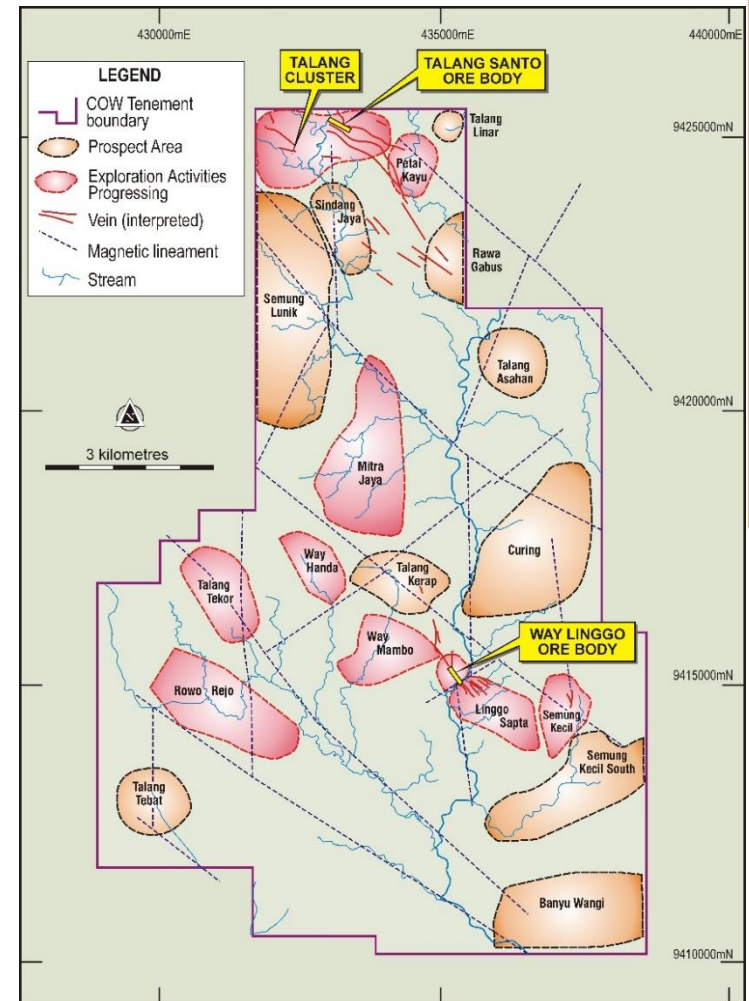 430000mE
435000mE
440000mE
LEGEND
COW Tenement
boundary
Prospect Area
Exploration Activities
Progressing
Vein (interpreted)
Magnetic lineament
Stream
TALANG
CLUSTER
TALANG SANTO
ORE BODY
Talang
Linar
9425000mN
Petai
Kayu
Sindang
Jaya
Rawa
Gabus
Semung
Lunik
Talang
Asahan
9420000mN
3 kilometres
Mitra
Jaya
Curing
Way
Handa
Talang
Kerap
Talang
Tekor
WAY LINGGO
ORE BODY
Way
Mambo
9415000mN
Rowo Rejo
Linggo
Sapta
Semung
Kecil
Semung
Kecil South
Talang
Tebat
Banyu Wangi
9410000mN